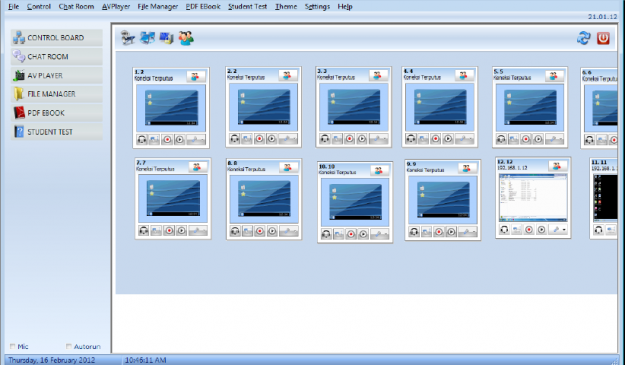 File Control Chat Room AVPlayer File Manager PDF EBook Student Test Theme Settings Help
21.01.12
CONTROL BOARD
CHAT ROOM
AV PLAYER
FILE MANAGER
PDF EBOOK
STUDENT TEST
1. 2
Koneksi Terputus
2. 2
Koneksi Terputus
3. 3
Koneksi Terputus
4. 4
Koneksi Terputus
5. 5
Koneksi Terputus
6. 6
Koneksi Terput
7. 7
Koneksi Terputus
8. 8
Koneksi Terputus
10. 10
Koneksi Terputus
9. 9
Koneksi Terputus
12. 12
192.168.1.12
11. 11
192.168.1
Mic
Autorun
Thursday, 16 February 2012 10:46:11 AM